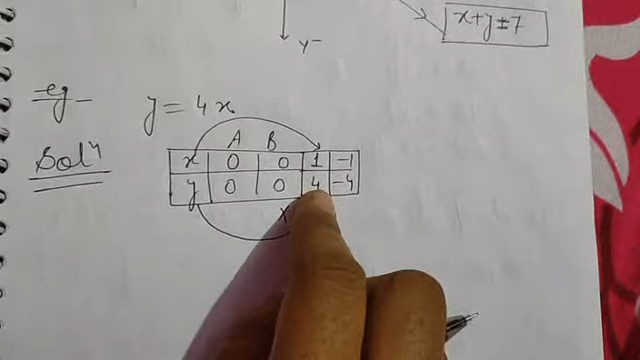 x+y=7
y-
eg-
y = 4x
Solⁿ
A B
x 0 0 1 -1
y 0 0 4 -4
x